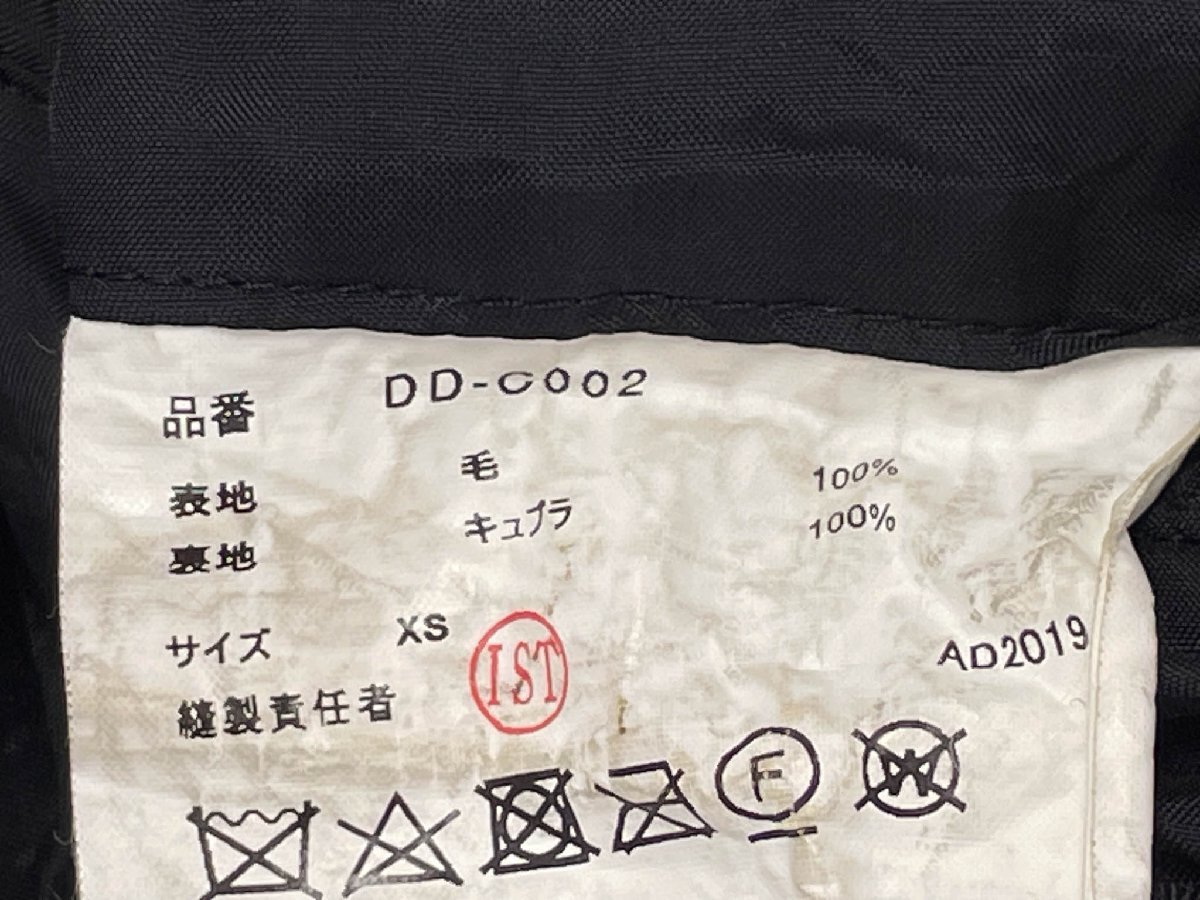 品番 DD-C002
表地 毛 100%
裏地 キュプラ 100%
サイズ XS
AD2019
縫製責任者 IST
F
W